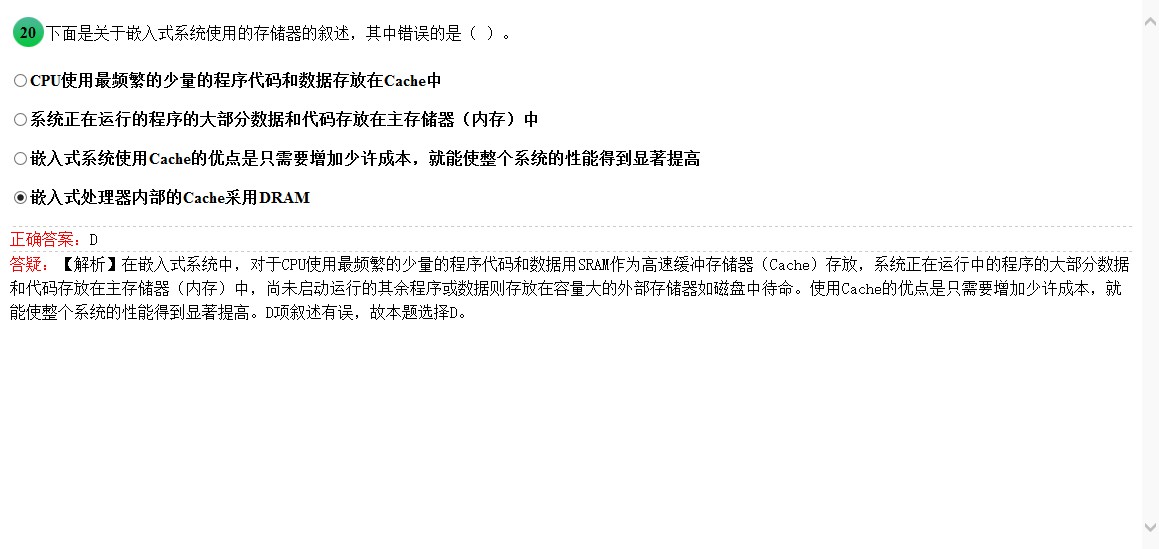 20 下面是关于嵌入式系统使用的存储器的叙述，其中错误的是（ ）。
CPU使用最频繁的少量的程序代码和数据存放在Cache中
系统正在运行的程序的大部分数据和代码存放在主存储器（内存）中
嵌入式系统使用Cache的优点是只需要增加少许成本，就能使整个系统的性能得到显著提高
嵌入式处理器内部的Cache采用DRAM
正确答案：D
答疑：【解析】在嵌入式系统中，对于CPU使用最频繁的少量的程序代码和数据用SRAM作为高速缓冲存储器（Cache）存放，系统正在运行中的程序的大部分数据
和代码存放在主存储器（内存）中，尚未启动运行的其余程序或数据则存放在容量大的外部存储器如磁盘中待命。使用Cache的优点是只需要增加少许成本，就
能使整个系统的性能得到显著提高。D项叙述有误，故本题选择D。